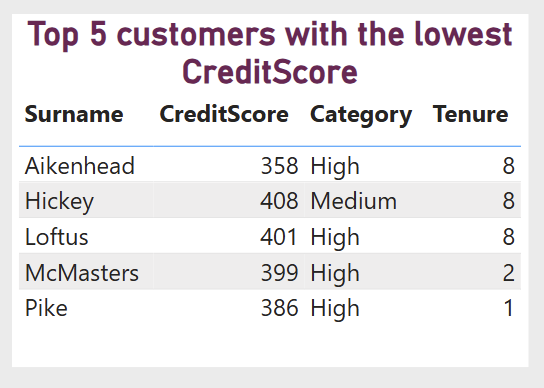 Top 5 customers with the lowest
CreditScore
Surname CreditScore Category Tenure
Aikenhead 358 High 8
Hickey 408 Medium 8
Loftus 401 High 8
McMasters 399 High 2
Pike 386 High 1